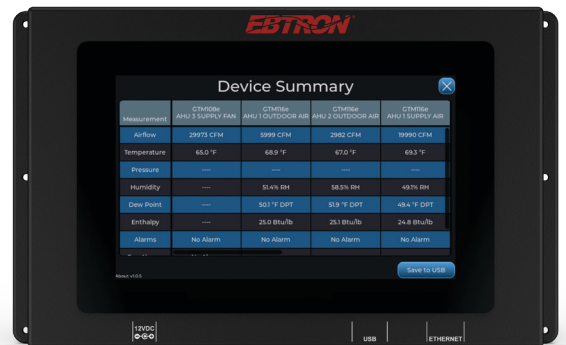 EBTRON
Device Summary
Measurement GTM108e AHU 3 SUPPLY FAN GTM116e AHU 1 OUTDOOR AIR GTM116e AHU 2 OUTDOOR AIR GTM116e AHU 1 SUPPLY AIR
Airflow 29973 CFM 5999 CFM 2982 CFM 19990 CFM
Temperature 65.0 °F 68.9 °F 67.0 °F 69.3 °F
Pressure ---- ---- ---- ----
Humidity ---- 51.4% RH 58.5% RH 49.1% RH
Dew Point ---- 50.1 °F DPT 51.9 °F DPT 49.4 °F DPT
Enthalpy ---- 25.0 Btu/lb 25.1 Btu/lb 24.8 Btu/lb
Alarms No Alarm No Alarm No Alarm No Alarm
About v1.0.5
Save to USB
12VDC
USB
ETHERNET